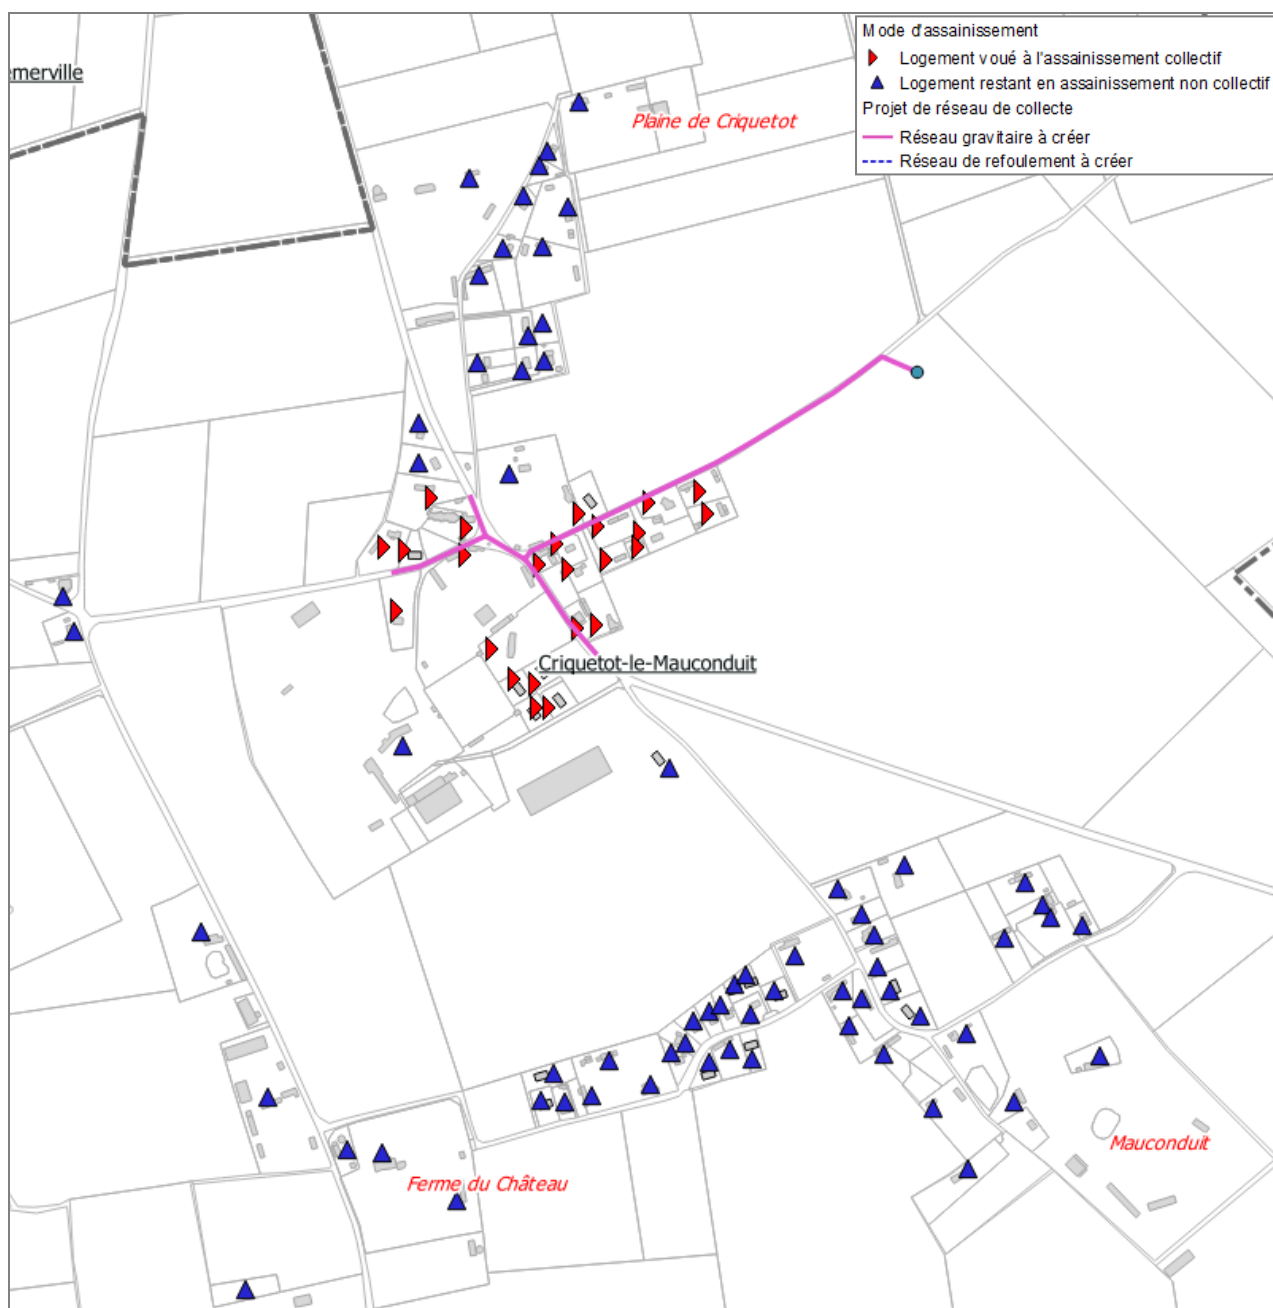 Mode d'assainissement
Logement voué à l'assainissement collectif
Logement restant en assainissement non collectif
Projet de réseau de collecte
Réseau gravitaire à créer
Réseau de refoulement à créer
emerville
Plaine de Criquetot
Criquetot-le-Mauconduit
Mauconduit
Ferme du Château